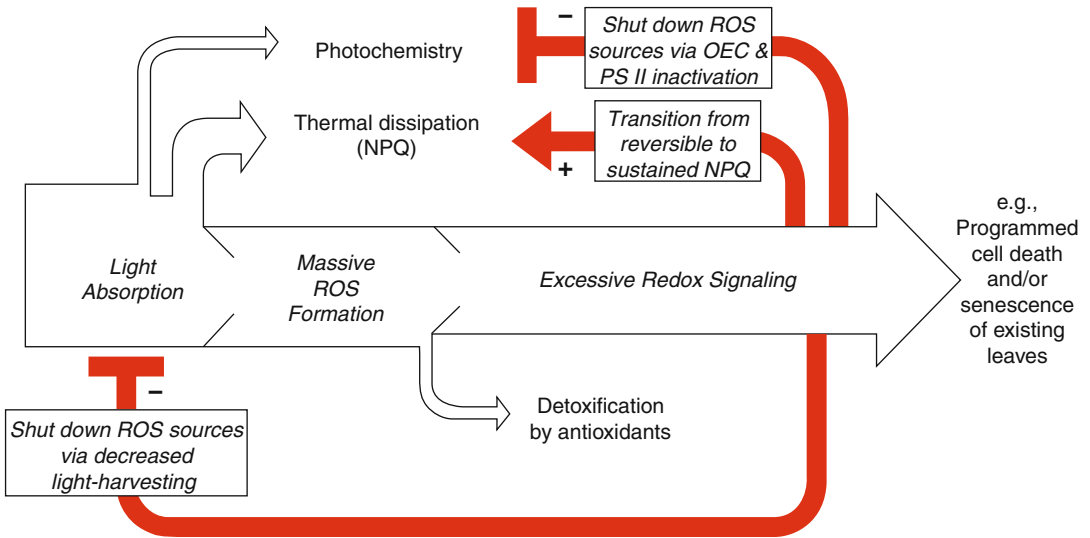 Photochemistry
–
Shut down ROS
sources via OEC &
PS II inactivation
Thermal dissipation
(NPQ)
+
Transition from
reversible to
sustained NPQ
Light
Absorption
Massive
ROS
Formation
Excessive Redox Signaling
e.g.,
Programmed
cell death
and/or
senescence
of existing
leaves
–
Shut down ROS sources
via decreased
light-harvesting
Detoxification
by antioxidants